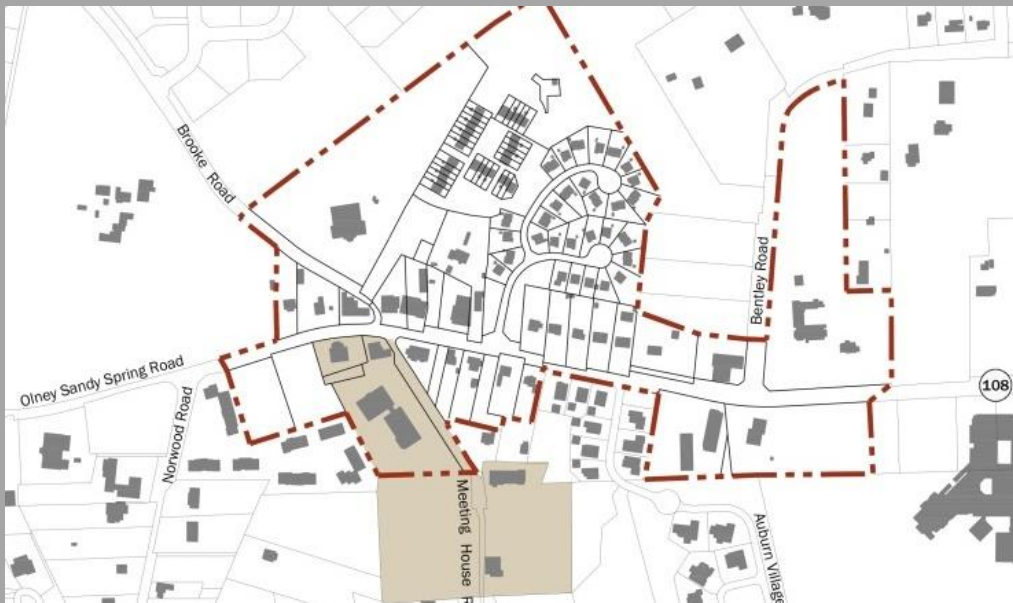 Brooke Road
Bentley Road
Olney Sandy Spring Road
108
Norwood Road
Meeting House R
Auburn Village